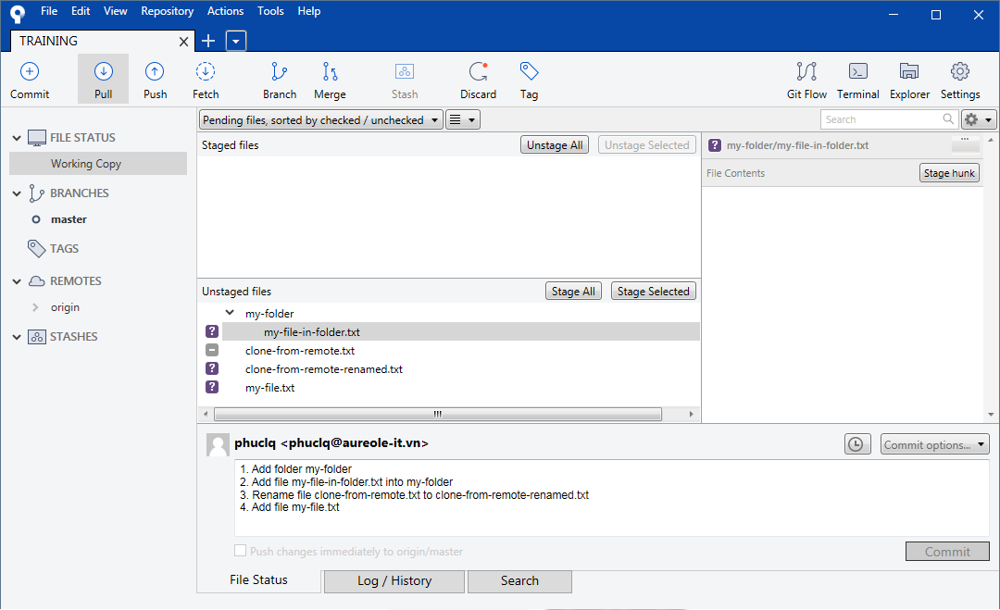 File Edit View Repository Actions Tools Help
TRAINING
Commit Pull Push Fetch Branch Merge Stash Discard Tag Git Flow Terminal Explorer Settings
Pending files, sorted by checked / unchecked
Search
FILE STATUS
Working Copy
BRANCHES
master
TAGS
REMOTES
origin
STASHES
Staged files
Unstage All
Unstage Selected
Unstaged files
Stage All
Stage Selected
my-folder
? my-file-in-folder.txt
clone-from-remote.txt
? clone-from-remote-renamed.txt
? my-file.txt
? my-folder/my-file-in-folder.txt
...
File Contents
Stage hunk
phuclq <phuclq@aureole-it.vn>
Commit options...
1. Add folder my-folder
2. Add file my-file-in-folder.txt into my-folder
3. Rename file clone-from-remote.txt to clone-from-remote-renamed.txt
4. Add file my-file.txt
Push changes immediately to origin/master
Commit
File Status
Log / History
Search